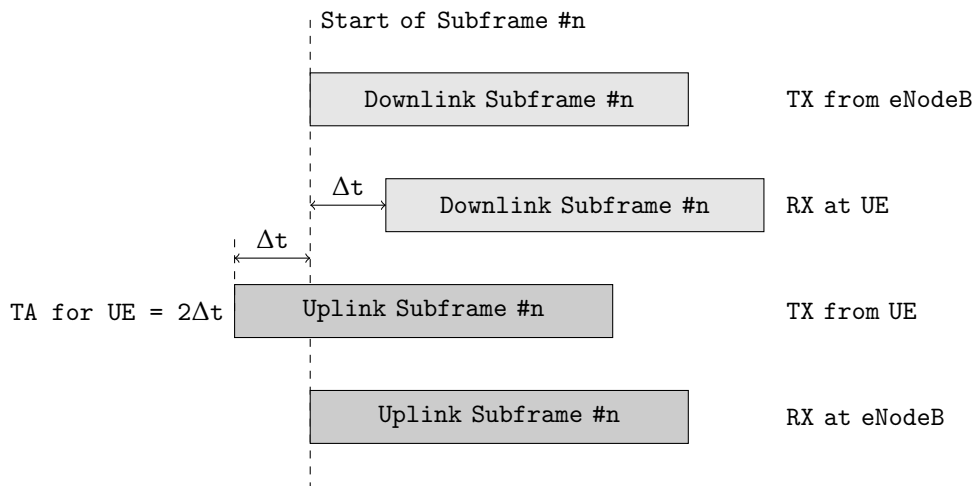 Start of Subframe #n
Downlink Subframe #n
TX from eNodeB
Δt
Downlink Subframe #n
RX at UE
Δt
TA for UE = 2Δt
Uplink Subframe #n
TX from UE
Uplink Subframe #n
RX at eNodeB